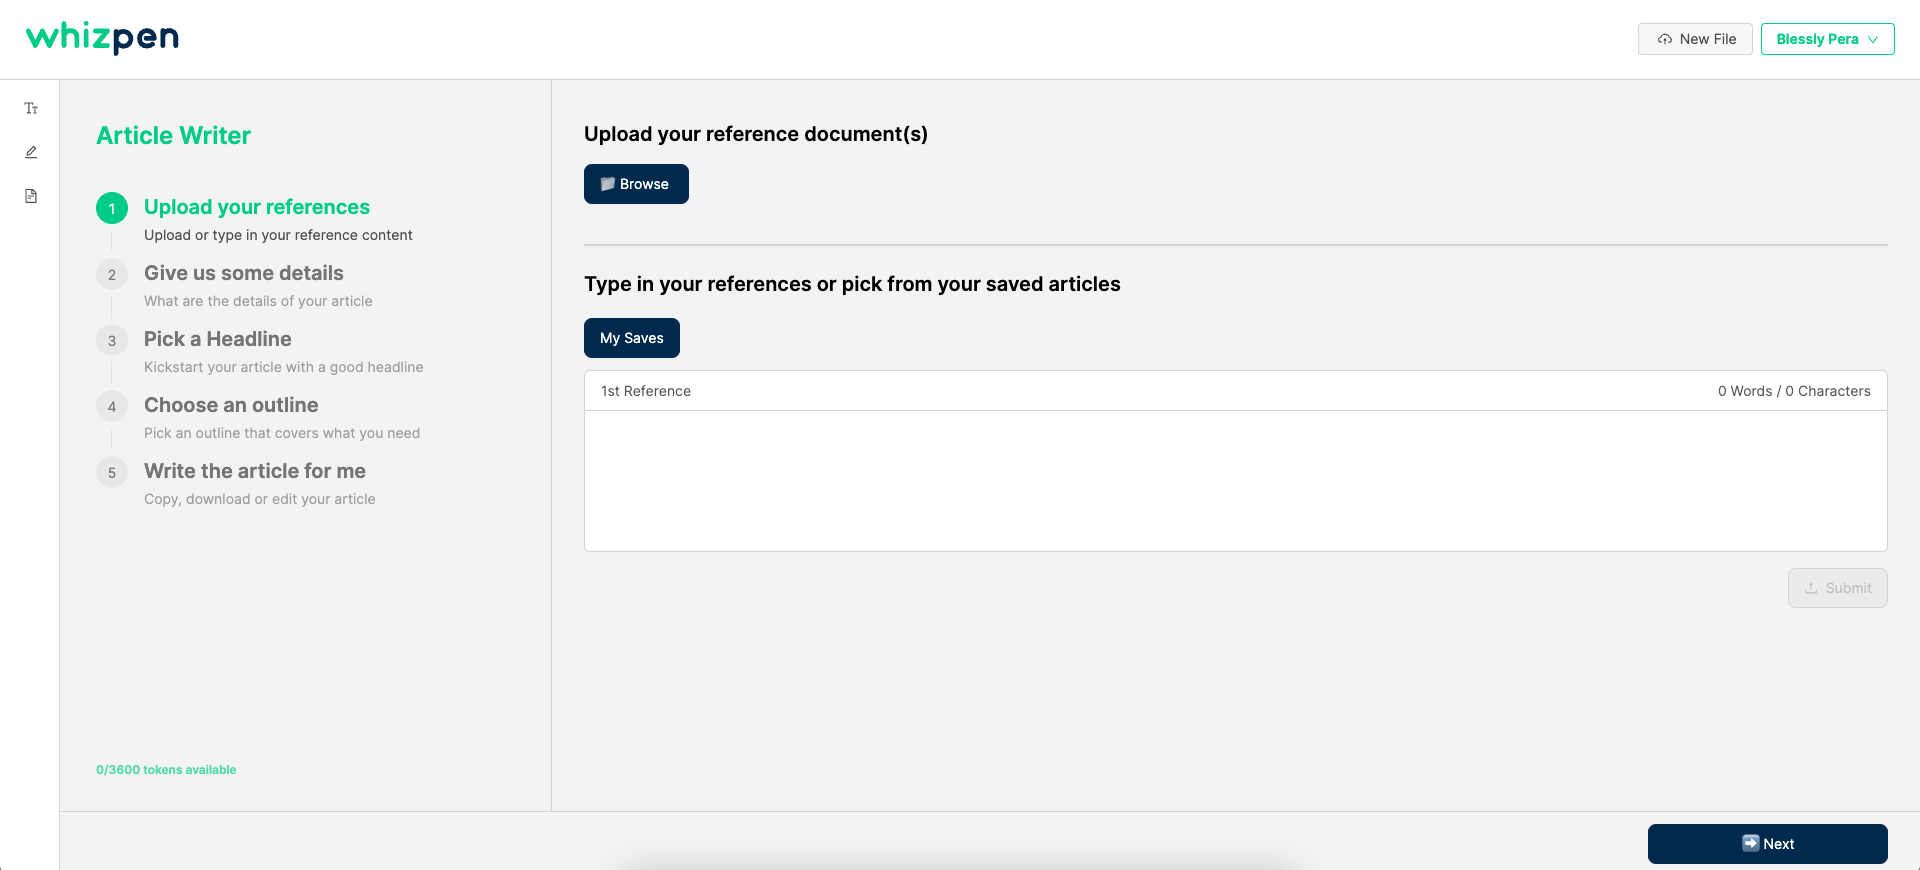 whizpen
New File
Blessly Pera
Article Writer
1
Upload your references
Upload or type in your reference content
2
Give us some details
What are the details of your article
3
Pick a Headline
Kickstart your article with a good headline
4
Choose an outline
Pick an outline that covers what you need
5
Write the article for me
Copy, download or edit your article
0/3600 tokens available
Upload your reference document(s)
Browse
Type in your references or pick from your saved articles
My Saves
1st Reference
0 Words / 0 Characters
Submit
Next